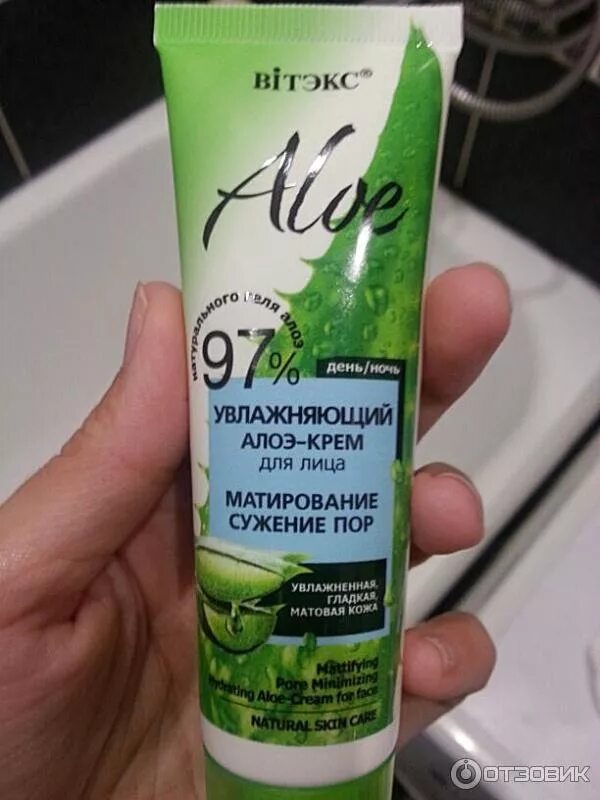 Вiтэкс®
Aloe
натурального геля алоэ
97%
день/ночь
УВЛАЖНЯЮЩИЙ
АЛОЭ-КРЕМ
для лица
МАТИРОВАНИЕ
СУЖЕНИЕ ПОР
УВЛАЖНЕННАЯ,
ГЛАДКАЯ,
МАТОВАЯ КОЖА
Mattifying
Pore Minimizing
Hydrating Aloe-Cream for face
NATURAL SKIN CARE
ОТЗОВИК